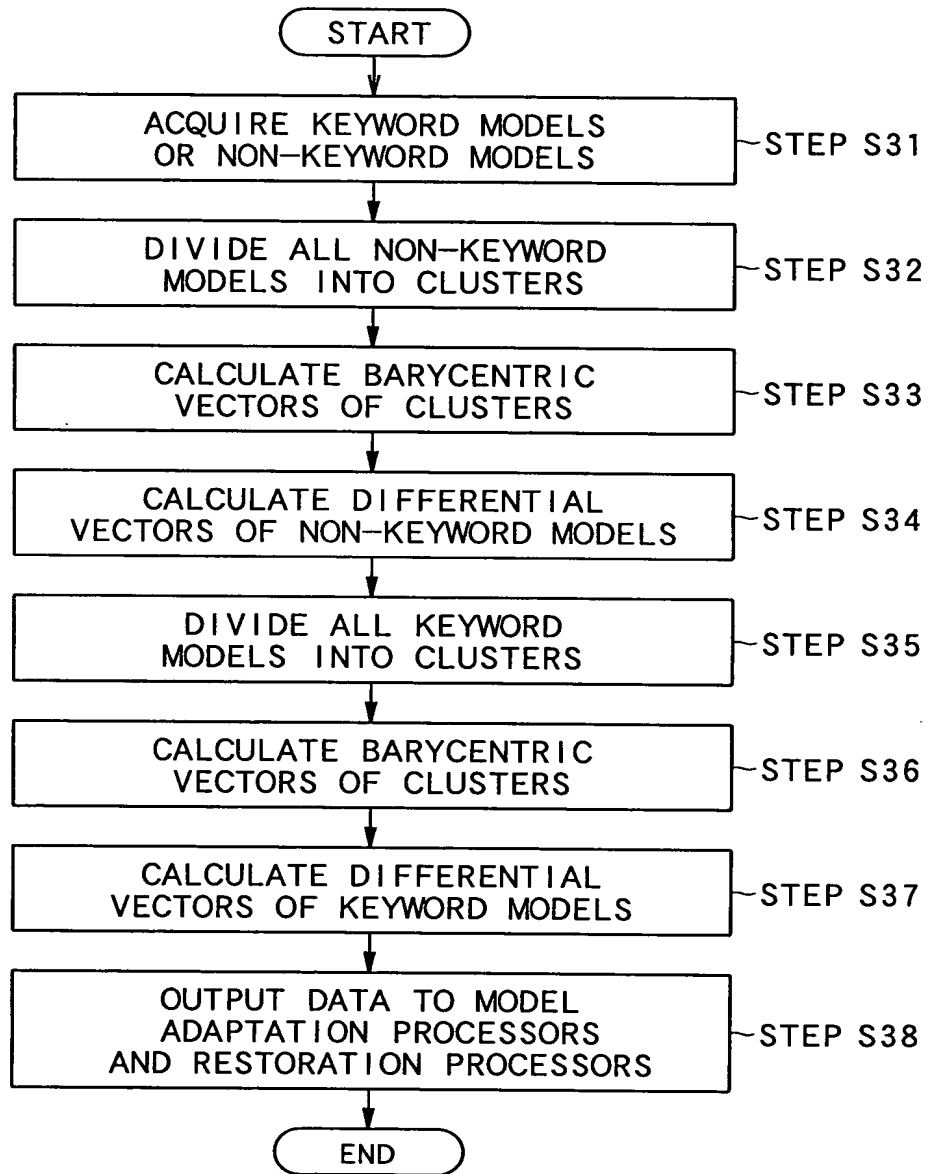 START
ACQUIRE KEYWORD MODELS
OR NON-KEYWORD MODELS
STEP S31
DIVIDE ALL NON-KEYWORD
MODELS INTO CLUSTERS
STEP S32
CALCULATE BARYCENTRIC
VECTORS OF CLUSTERS
STEP S33
CALCULATE DIFFERENTIAL
VECTORS OF NON-KEYWORD MODELS
STEP S34
DIVIDE ALL KEYWORD
MODELS INTO CLUSTERS
STEP S35
CALCULATE BARYCENTRIC
VECTORS OF CLUSTERS
STEP S36
CALCULATE DIFFERENTIAL
VECTORS OF KEYWORD MODELS
STEP S37
OUTPUT DATA TO MODEL
ADAPTATION PROCESSORS
AND RESTORATION PROCESSORS
STEP S38
END